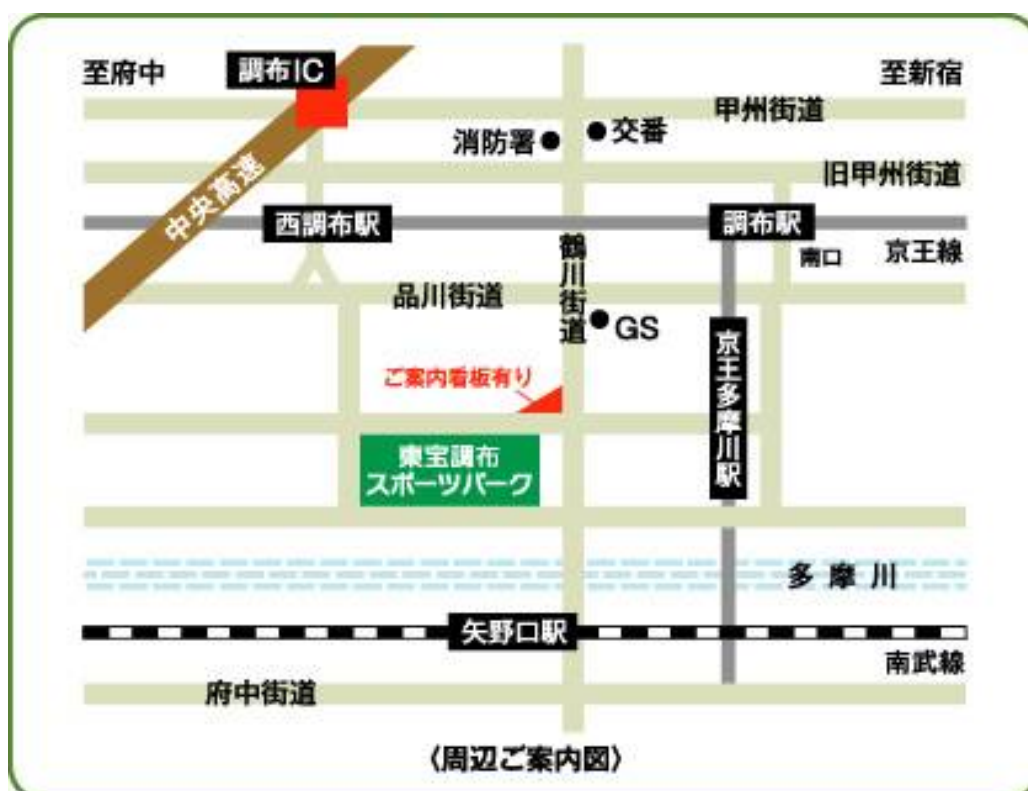 至府中
調布IC
至新宿
甲州街道
消防署
交番
中央高速
旧甲州街道
西調布駅
調布駅
鶴川街道
南口
京王線
品川街道
GS
京王多摩川駅
ご案内看板有り
東宝調布
スポーツパーク
多摩川
矢野口駅
南武線
府中街道
〈周辺ご案内図〉